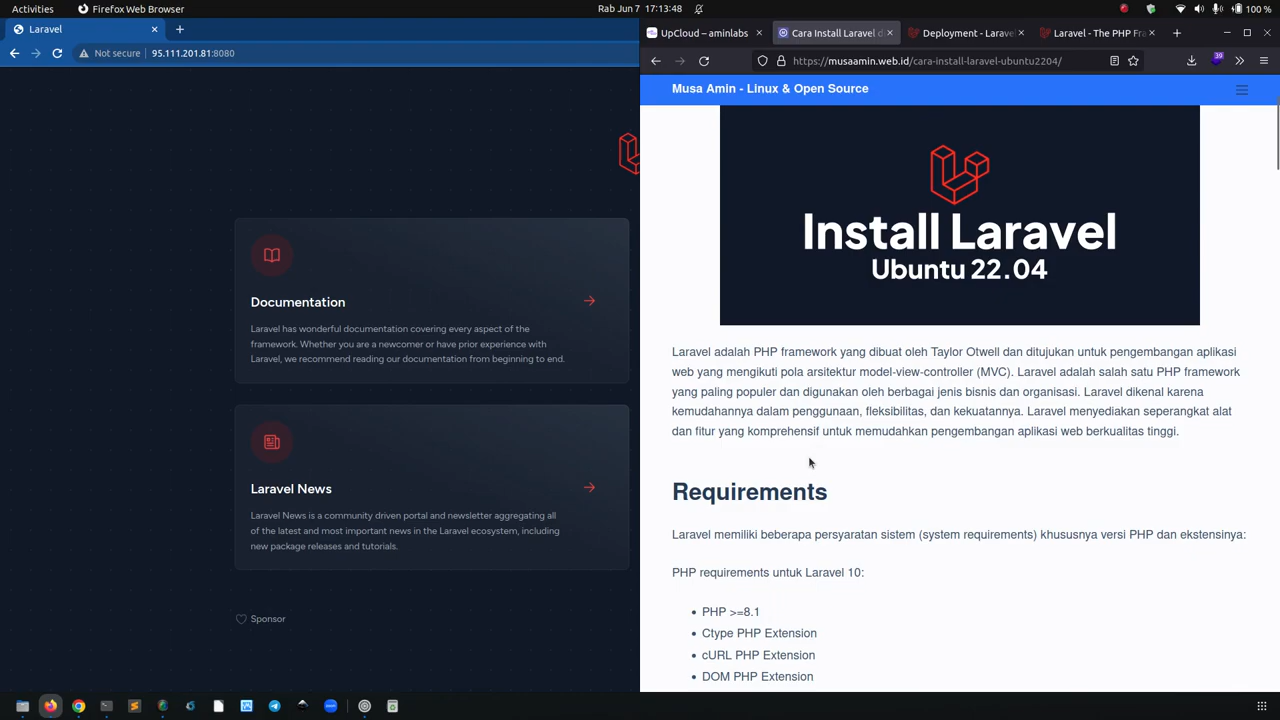 Activities
Firefox Web Browser
Rab Jun 7 17:13:48
100 %
Laravel
Not secure
95.111.201.81:8080
Documentation
Laravel has wonderful documentation covering every aspect of the
framework. Whether you are a newcomer or have prior experience with
Laravel, we recommend reading our documentation from beginning to end.
Laravel News
Laravel News is a community driven portal and newsletter aggregating all
of the latest and most important news in the Laravel ecosystem, including
new package releases and tutorials.
Sponsor
UpCloud – aminlabs
Cara Install Laravel d
Deployment - Larave
Laravel - The PHP Fra
https://musaamin.web.id/cara-install-laravel-ubuntu2204/
39
Musa Amin - Linux & Open Source
Install Laravel
Ubuntu 22.04
Laravel adalah PHP framework yang dibuat oleh Taylor Otwell dan ditujukan untuk pengembangan aplikasi
web yang mengikuti pola arsitektur model-view-controller (MVC). Laravel adalah salah satu PHP framework
yang paling populer dan digunakan oleh berbagai jenis bisnis dan organisasi. Laravel dikenal karena
kemudahannya dalam penggunaan, fleksibilitas, dan kekuatannya. Laravel menyediakan seperangkat alat
dan fitur yang komprehensif untuk memudahkan pengembangan aplikasi web berkualitas tinggi.
Requirements
Laravel memiliki beberapa persyaratan sistem (system requirements) khususnya versi PHP dan ekstensinya:
PHP requirements untuk Laravel 10:
• PHP >=8.1
• Ctype PHP Extension
• cURL PHP Extension
• DOM PHP Extension